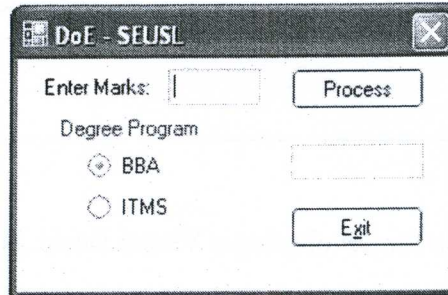 DoE - SEUSL
Enter Marks:
Process
Degree Program
BBA
ITMS
Exit